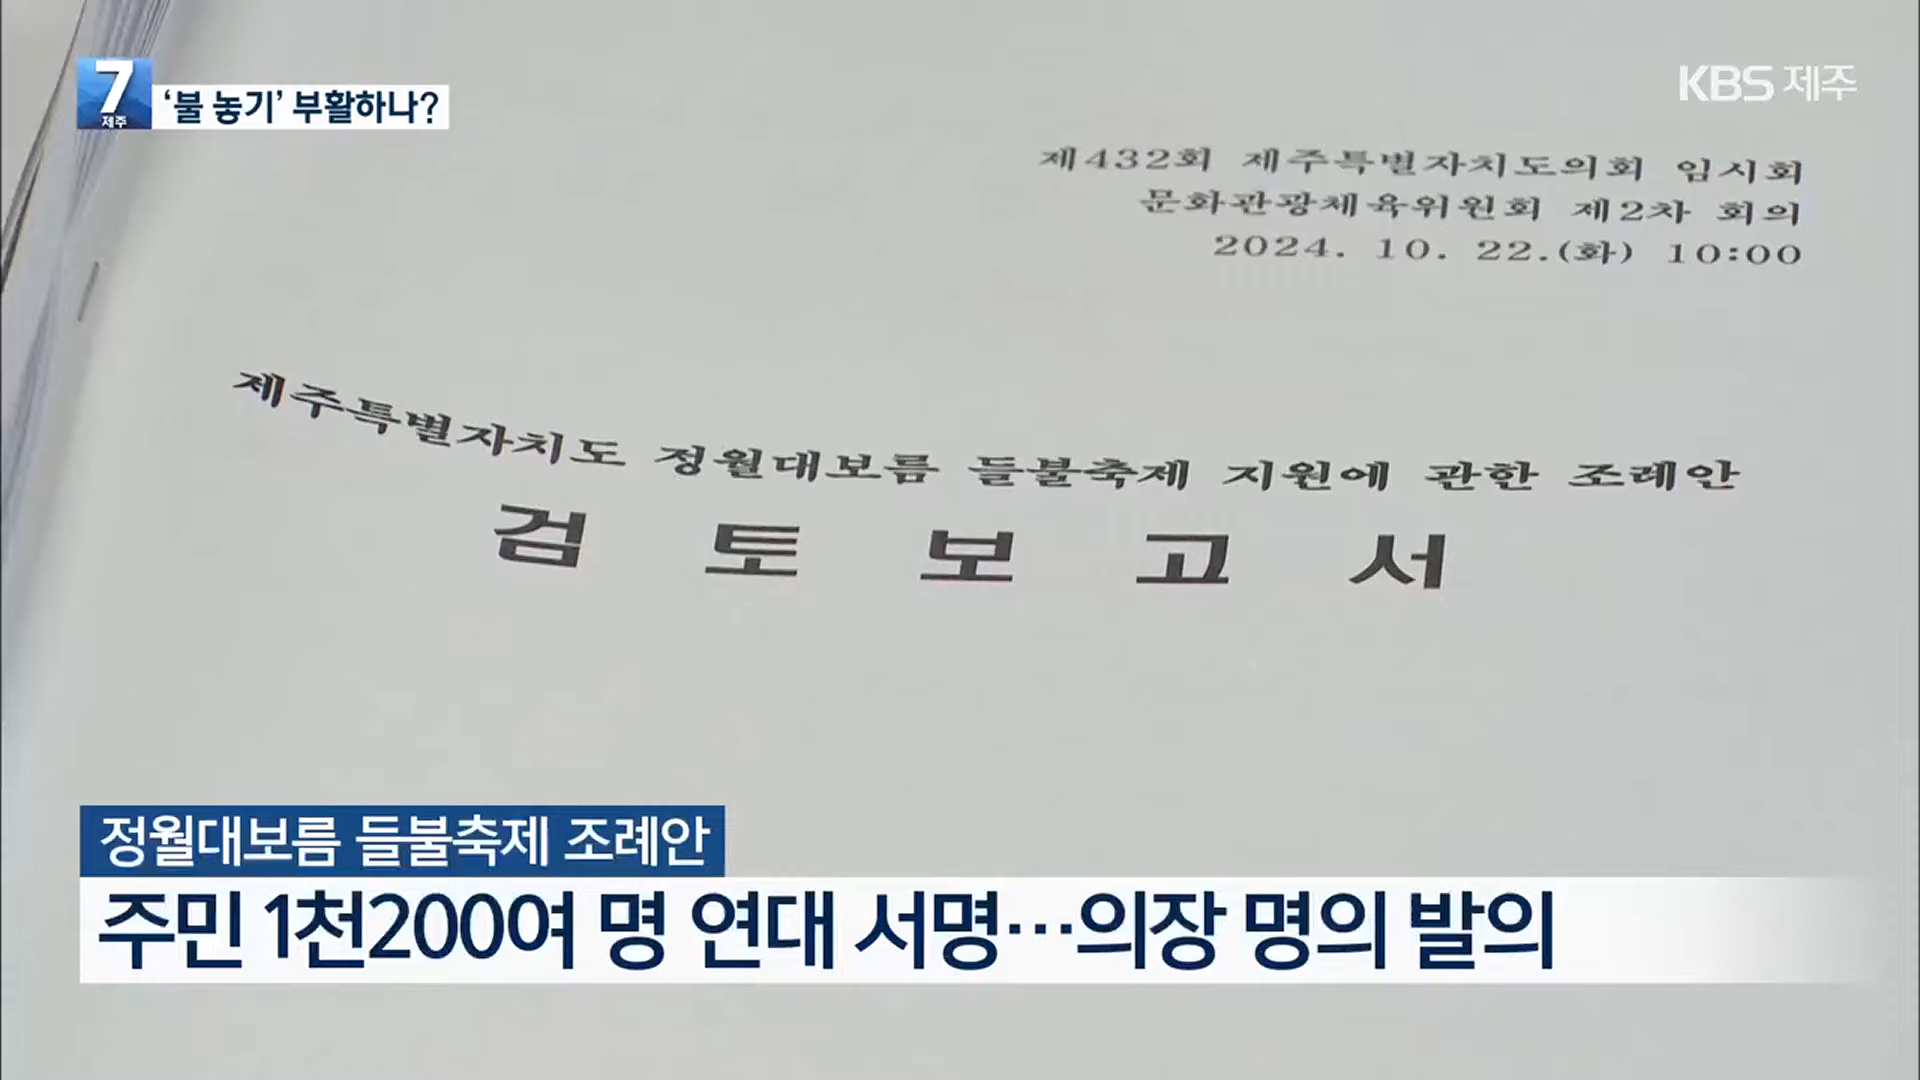 7
제주
‘불 놓기’ 부활하나?
KBS 제주
제432회 제주특별자치도의회 임시회
문화관광체육위원회 제2차 회의
2024. 10. 22.(화) 10:00
제주특별자치도 정월대보름 들불축제 지원에 관한 조례안
검토보고서
정월대보름 들불축제 조례안
주민 1천200여 명 연대 서명…의장 명의 발의